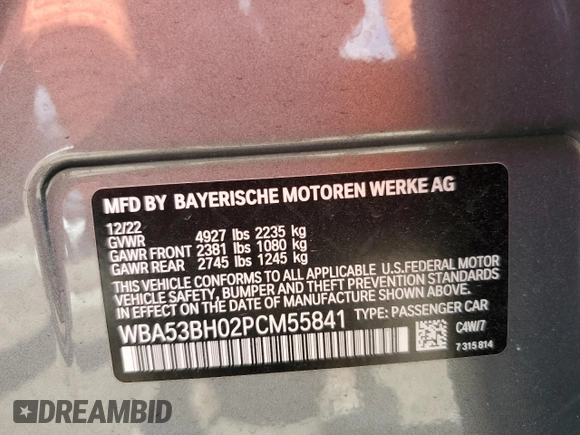 MFD BY BAYERISCHE MOTOREN WERKE AG
12/22
GVWR 4927 lbs 2235 kg
GAWR FRONT 2381 lbs 1080 kg
GAWR REAR 2745 lbs 1245 kg
THIS VEHICLE CONFORMS TO ALL APPLICABLE U.S.FEDERAL MOTOR
VEHICLE SAFETY, BUMPER AND THEFT PREVENTION STANDARDS
IN EFFECT ON THE DATE OF MANUFACTURE SHOWN ABOVE.
WBA53BH02PCM55841 TYPE: PASSENGER CAR
C4W/7
7 315 814
DREAMBID